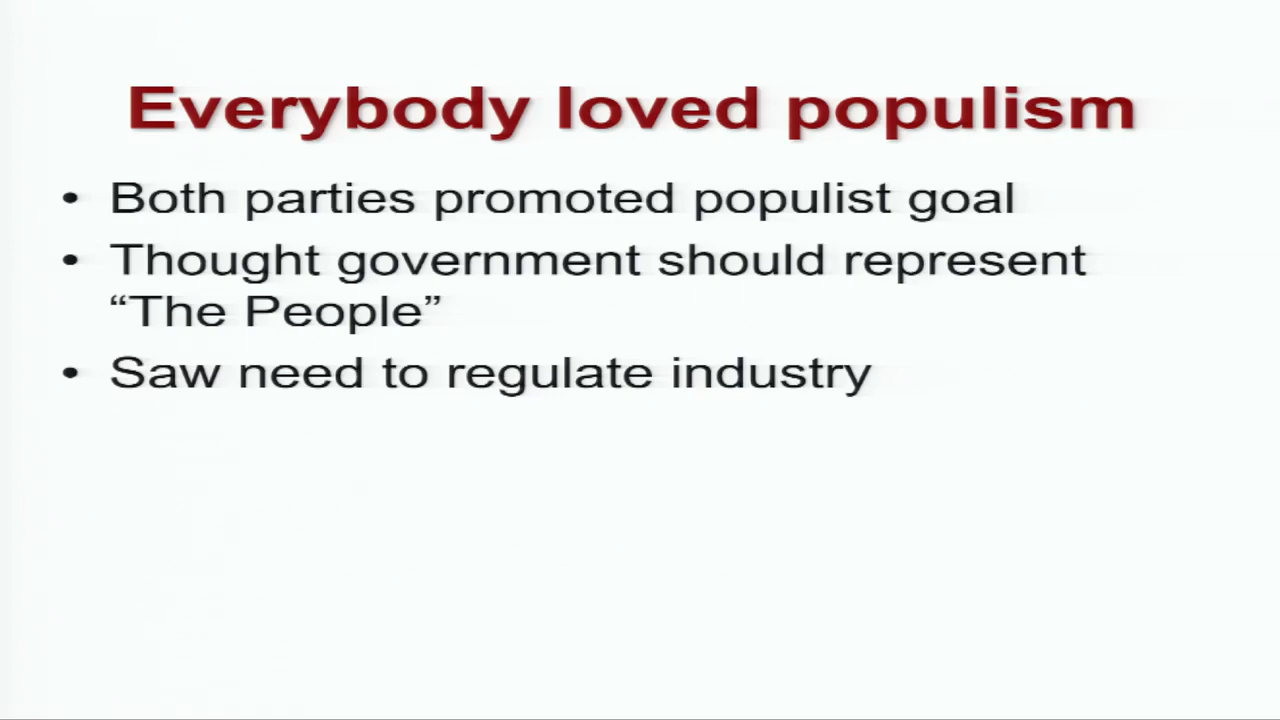 Everybody loved populism
• Both parties promoted populist goal
• Thought government should represent
“The People”
• Saw need to regulate industry